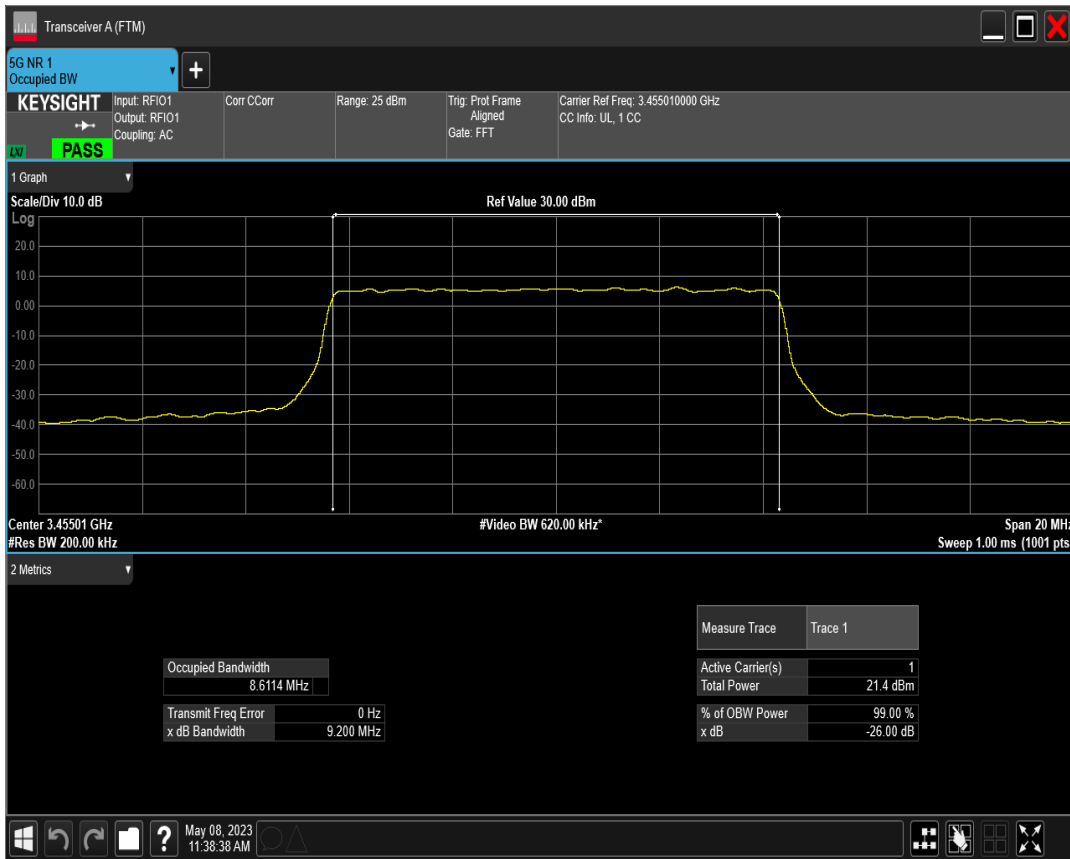 Transceiver A (FTM)
5G NR 1
Occupied BW
+
KEYSIGHT
LXI
PASS
Input: RFIO1
Output: RFIO1
Coupling: AC
Corr CCorr
Range: 25 dBm
Trig: Prot Frame
Aligned
Gate: FFT
Carrier Ref Freq: 3.455010000 GHz
CC Info: UL, 1 CC
1 Graph
Scale/Div 10.0 dB
Ref Value 30.00 dBm
Log
20.0
10.0
0.00
-10.0
-20.0
-30.0
-40.0
-50.0
-60.0
Center 3.45501 GHz
#Video BW 620.00 kHz*
Span 20 MHz
#Res BW 200.00 kHz
Sweep 1.00 ms (1001 pts
2 Metrics
Measure Trace Trace 1
Occupied Bandwidth
8.6114 MHz
Active Carrier(s) 1
Total Power 21.4 dBm
Transmit Freq Error 0 Hz
x dB Bandwidth 9.200 MHz
% of OBW Power 99.00 %
x dB -26.00 dB
?
May 08, 2023
11:38:38 AM